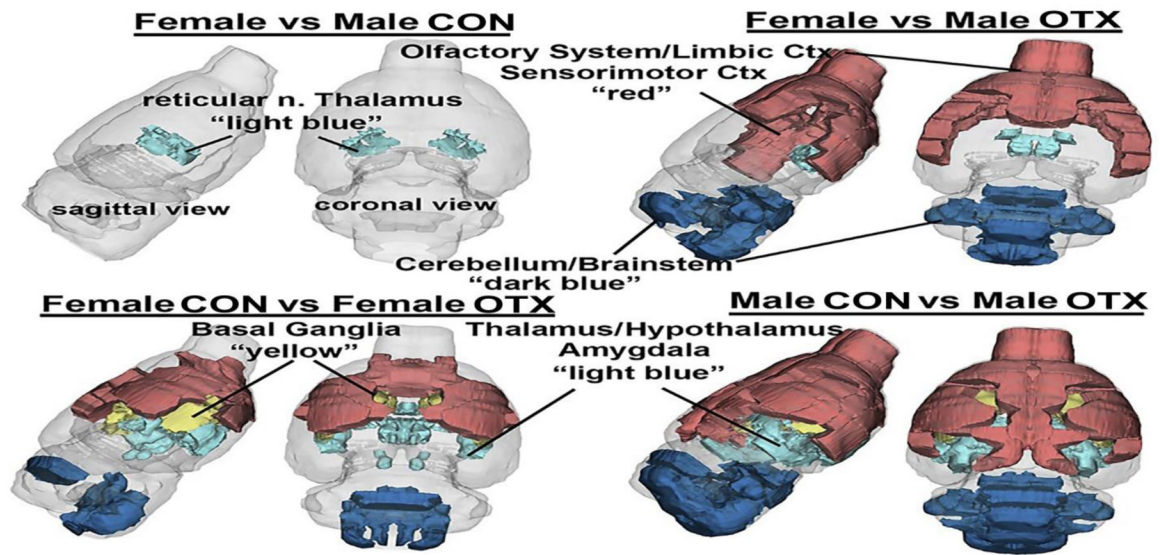 Female vs Male CON
Female vs Male OTX
Olfactory System/Limbic Ctx
Sensorimotor Ctx
“red”
reticular n. Thalamus
“light blue”
sagittal view
coronal view
Cerebellum/Brainstem
“dark blue”
Female CON vs Female OTX
Male CON vs Male OTX
Basal Ganglia
“yellow”
Thalamus/Hypothalamus
Amygdala
“light blue”